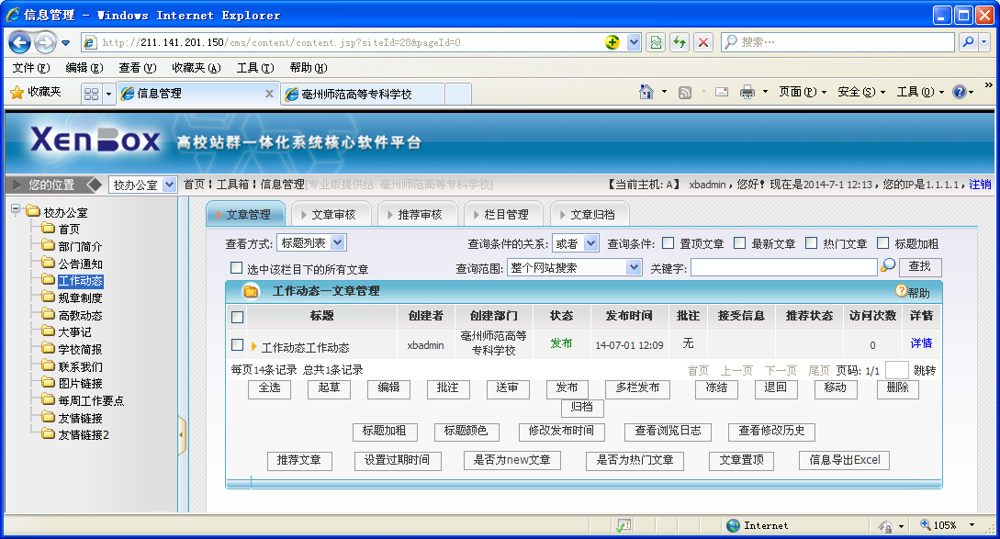 信息管理 - Windows Internet Explorer
http://211.141.201.150/cms/content/content.jsp?siteId=28&pageId=0
搜索…
文件(F) 编辑(E) 查看(V) 收藏夹(A) 工具(T) 帮助(H)
收藏夹 信息管理 亳州师范高等专科学校 页面(P) 安全(S) 工具(O) »
XenBox 高校站群一体化系统核心软件平台
您的位置 校办公室 首页 工具箱 信息管理[专业版提供给 亳州师范高等专科学校] 【当前主机: A】 xbadmin，您好！现在是2014-7-1 12:13，您的IP是1.1.1.1，注销
校办公室
首页
部门简介
公告通知
工作动态
规章制度
高教动态
大事记
学校简报
联系我们
图片链接
每周工作要点
友情链接
友情链接2
文章管理 文章审核 推荐审核 栏目管理 文章归档
查看方式: 标题列表 查询条件的关系: 或者 查询条件: 置顶文章 最新文章 热门文章 标题加粗
选中该栏目下的所有文章 查询范围: 整个网站搜索 关键字: 查找
工作动态—文章管理 帮助
标题 创建者 创建部门 状态 发布时间 批注 接受信息 推荐状态 访问次数 详情
工作动态工作动态 xbadmin 亳州师范高等专科学校 发布 14-07-01 12:09 无 0 详情
每页14条记录 总共1条记录 首页 上一页 下一页 尾页 页码: 1/1 跳转
全选 起草 编辑 批注 送审 发布 多栏发布 冻结 退回 移动 删除
归档
标题加粗 标题颜色 修改发布时间 查看浏览日志 查看修改历史
推荐文章 设置过期时间 是否为new文章 是否为热门文章 文章置顶 信息导出Excel
Internet 105%